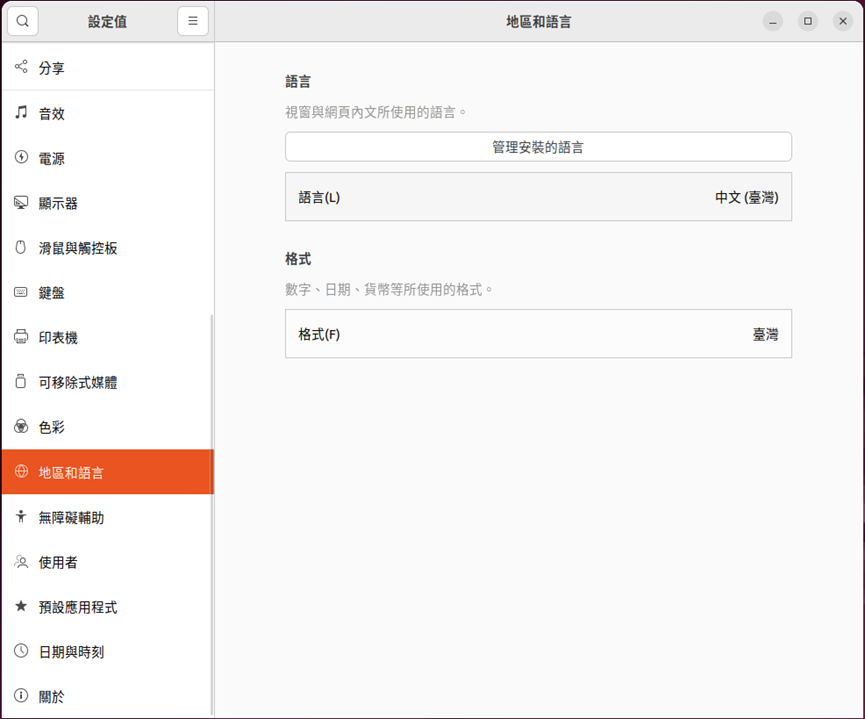 設定值
地區和語言
分享
音效
電源
顯示器
滑鼠與觸控板
鍵盤
印表機
可移除式媒體
色彩
地區和語言
無障礙輔助
使用者
預設應用程式
日期與時刻
關於
語言
視窗與網頁內文所使用的語言。
管理安裝的語言
語言(L) 中文 (臺灣)
格式
數字、日期、貨幣等所使用的格式。
格式(F) 臺灣